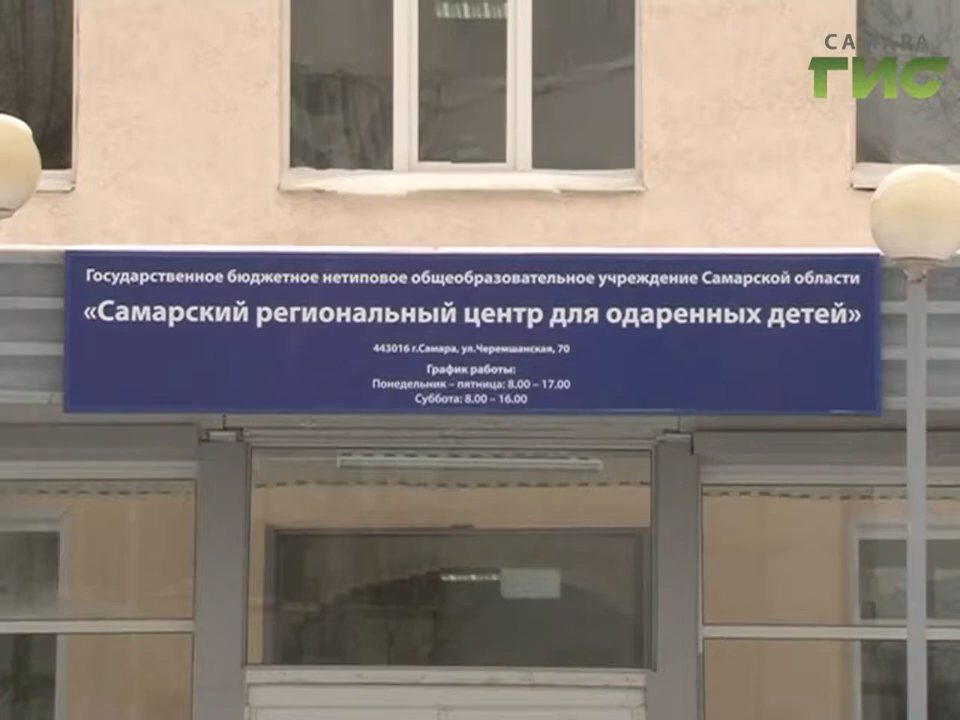 САМАРА
ГИС
Государственное бюджетное нетиповое общеобразовательное учреждение Самарской области
«Самарский региональный центр для одаренных детей»
443016 г.Самара, ул.Черемшанская, 70
График работы:
Понедельник – пятница: 8.00 – 17.00
Суббота: 8.00 – 16.00